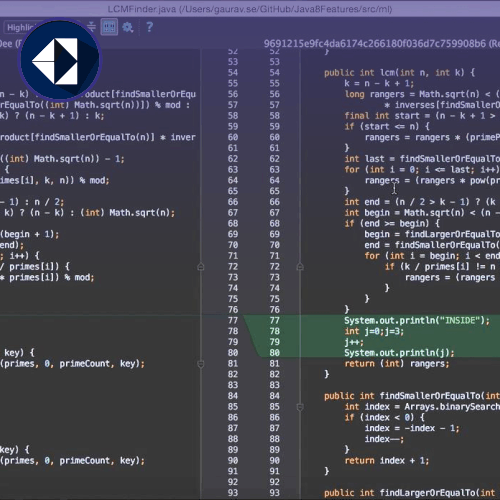 LCMFinder.java (/Users/gaurav.se/GitHub/Java8Features/src/ml)
Highlig
?
9691215e9fc4da6174c266180f036d7c759908b6 (Re
n - k) :
product[findSmallerOrEqu
rEqualTo((int) Math.sqrt(n))]) % mod :
k) ? (n - k + 1) : k;
roduct[findSmallerOrEqualTo(n)] * inver
((int) Math.sqrt(n)) - 1;
{
imes[i], k, n)) % mod;
- 1) : n / 2;
k) ? (n - k) : (int) Math.sqrt(n);
(begin + 1);
end);
; i++) {
/ primes[i]) {
* primes[i]) % mod;
key) {
(primes, 0, primeCount, key);
key) {
(primes, 0, primeCount, key);
52 52 }
53 53
54 54 public int lcm(int n, int k) {
55 55 k = n - k + 1;
56 56 long rangers = Math.sqrt(n) < (
57 57 * inverses[findSmallerO
58 58 final int start = (n - k + 1 >
59 59 if (start <= n) {
60 60 rangers = rangers * (primeP
61 61 }
62 62 int last = findSmallerOrEqualTo
63 63 for (int i = 0; i <= last; i++)
64 64 rangers = (rangers * pow(pr
65 65 }
66 66 int end = (n / 2 > k - 1) ? (k
67 67 int begin = Math.sqrt(n) < (n -
68 68 if (end >= begin) {
69 69 begin = findLargerOrEqualTo
70 70 end = findSmallerOrEqualTo(
71 71 for (int i = begin; i < end
72 72 if (k / primes[i] != n
73 73 rangers = (rangers
74 74 }
75 75 }
76 76 }
77 77 System.out.println("INSIDE");
78 78 int j=0;j=3;
79 79 j++;
80 80 System.out.println(j);
81 81 return (int) rangers;
82 82 }
83 83
84 84 public int findSmallerOrEqualTo(int
85 85 int index = Arrays.binarySearch
86 86 if (index < 0) {
87 87 index = -index - 1;
88 88 index--;
89 89 }
90 90 return index + 1;
91 91 }
92 92
93 93 public int findLargerOrEqualTo(int